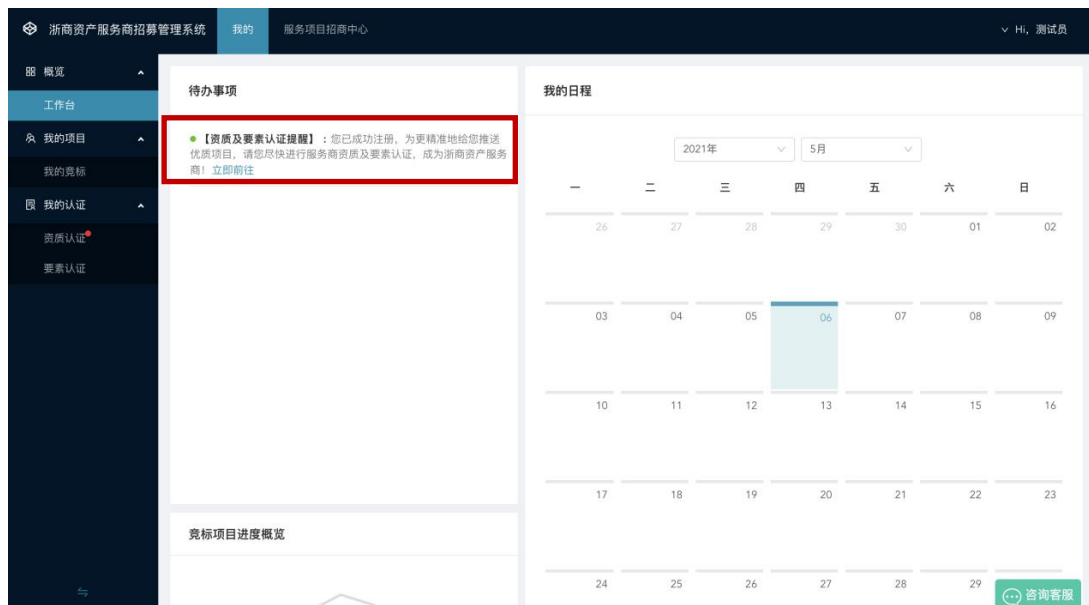 浙商资产服务商招募管理系统 我的 服务项目招商中心 Hi, 测试员
概览
工作台
我的项目
我的竞标
我的认证
资质认证
要素认证
待办事项
【资质及要素认证提醒】：您已成功注册，为更精准地给您推送
优质项目，请您尽快进行服务商资质及要素认证，成为浙商资产服务
商！立即前往
竞标项目进度概览
我的日程
2021年 5月
一 二 三 四 五 六 日
26 27 28 29 30 01 02
03 04 05 06 07 08 09
10 11 12 13 14 15 16
17 18 19 20 21 22 23
24 25 26 27 28 29
咨询客服